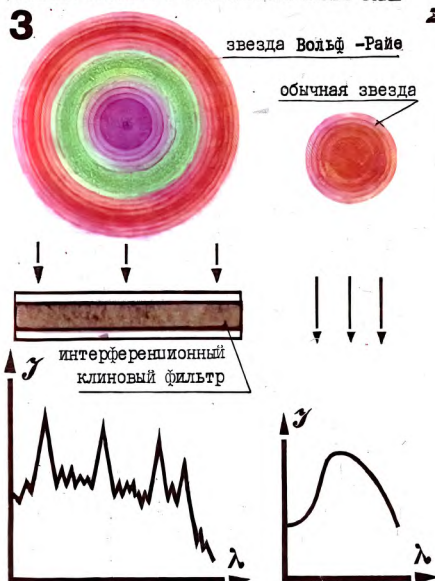 3
звезда Вольф -Райе
обычная звезда
интерференционный
клиновый фильтр
J
λ
J
λ